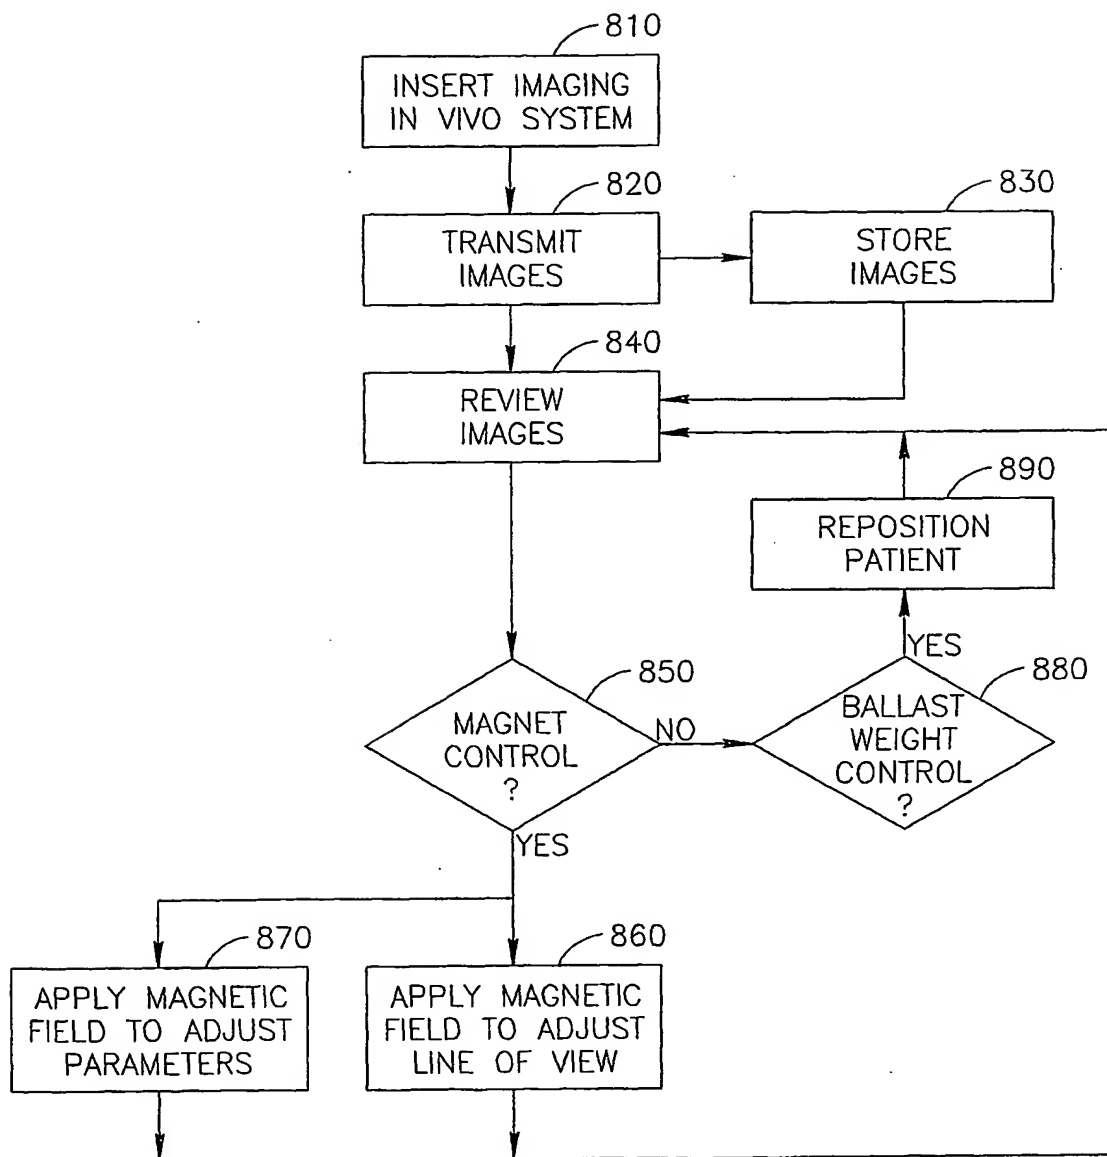 810
INSERT IMAGING
IN VIVO SYSTEM
820
TRANSMIT
IMAGES
830
STORE
IMAGES
840
REVIEW
IMAGES
890
REPOSITION
PATIENT
850
MAGNET
CONTROL
?
NO
YES
880
BALLAST
WEIGHT
CONTROL
?
YES
870
APPLY MAGNETIC
FIELD TO ADJUST
PARAMETERS
860
APPLY MAGNETIC
FIELD TO ADJUST
LINE OF VIEW